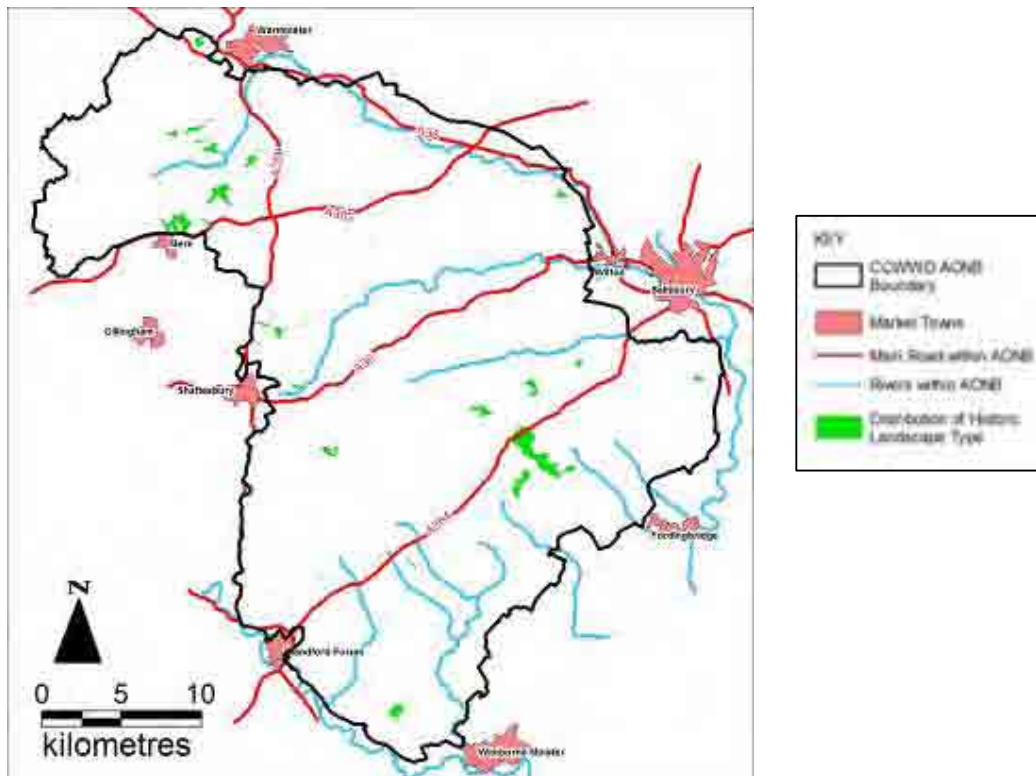 Warminster
A36
A303
Mere
Wilton
Salisbury
Gillingham
A30
Shaftesbury
A354
Fordingbridge
N
Blandford Forum
0 5 10
kilometres
Wimborne Minster
KEY
CCWWD AONB
Boundary
Market Towns
Main Road within AONB
Rivers within AONB
Distribution of Historic
Landscape Type